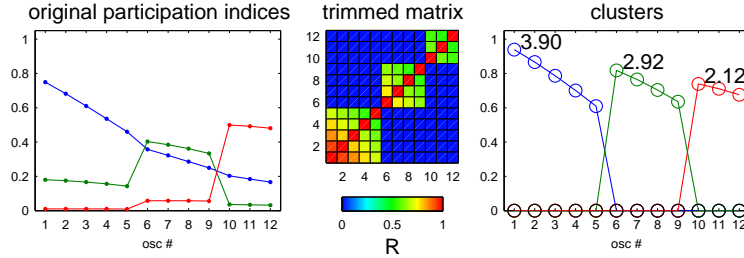 original participation indices
trimmed matrix
clusters
1
0.8
0.6
0.4
0.2
0
1 2 3 4 5 6 7 8 9 10 11 12
osc #
12
10
8
6
4
2
2 4 6 8 10 12
0 0.5 1
R
3.90
2.92
2.12
1
0.8
0.6
0.4
0.2
0
1 2 3 4 5 6 7 8 9 10 11 12
osc #